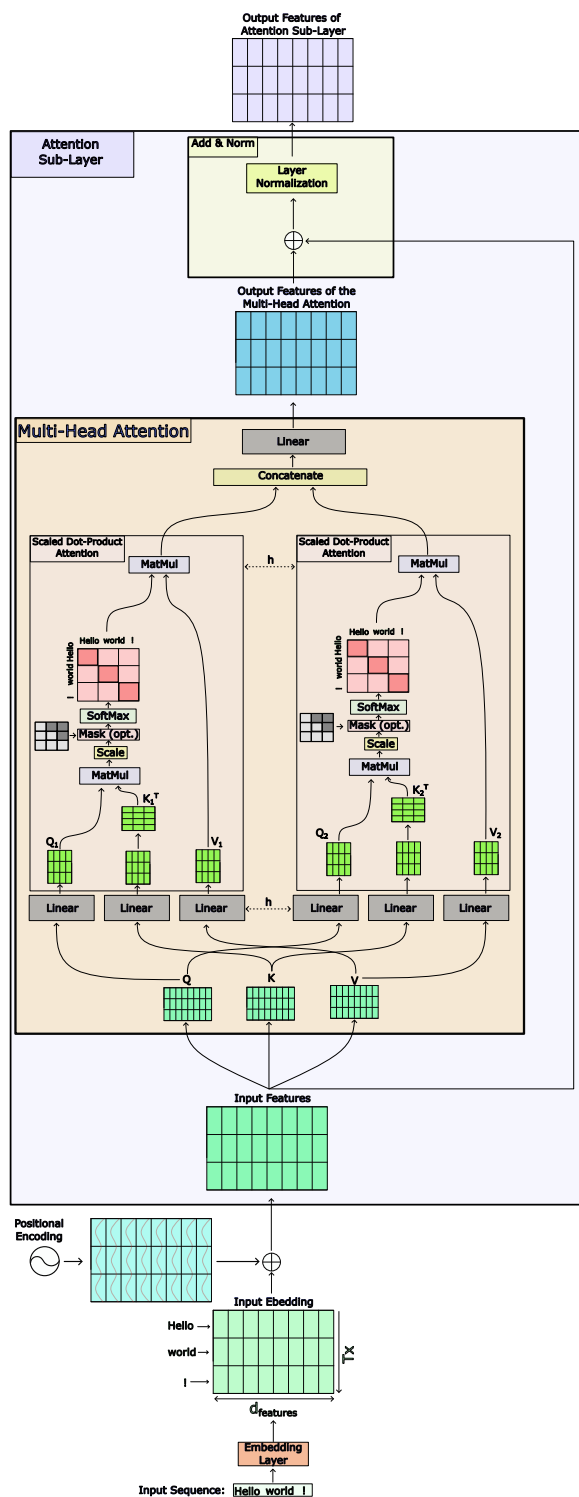 Output Features of
Attention Sub-Layer
Attention
Sub-Layer
Add & Norm
Layer
Normalization
Output Features of the
Multi-Head Attention
Multi-Head Attention
Linear
Concatenate
Scaled Dot-Product
Attention
MatMul
h
Scaled Dot-Product
Attention
MatMul
Hello world !
! world Hello
SoftMax
Mask (opt.)
Scale
MatMul
Hello world !
! world Hello
SoftMax
Mask (opt.)
Scale
MatMul
Q₁
K₁ᵀ
V₁
Q₂
K₂ᵀ
V₂
Linear
Linear
Linear
h
Linear
Linear
Linear
Q
K
V
Input Features
Positional
Encoding
Input Ebedding
Hello
world
!
Tx
d_features
Embedding
Layer
Input Sequence: Hello world !